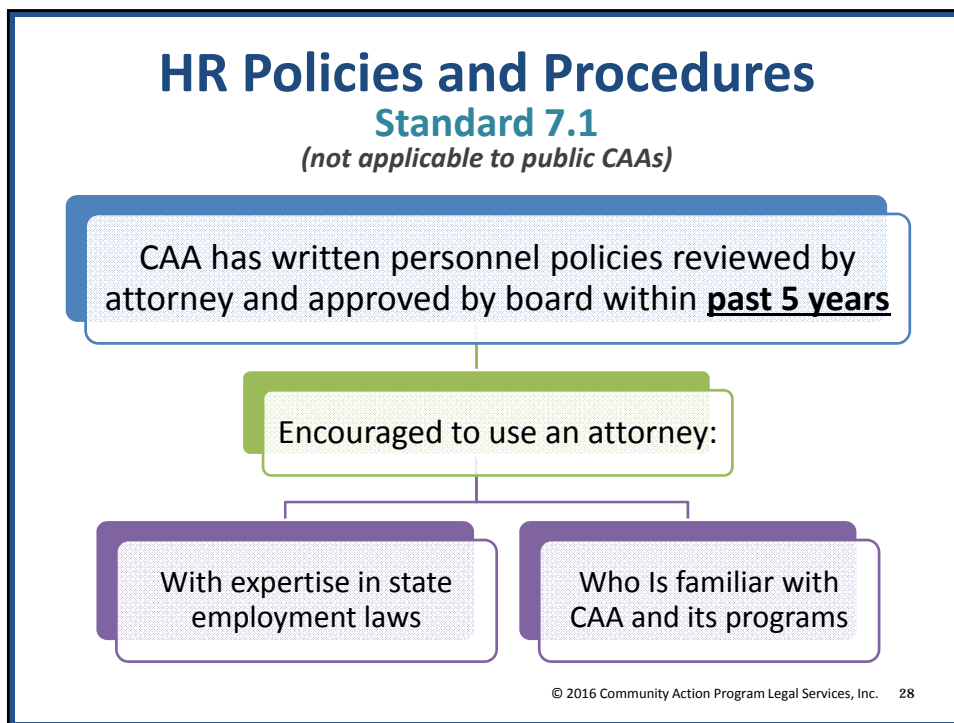 HR Policies and Procedures
Standard 7.1
(not applicable to public CAAs)
CAA has written personnel policies reviewed by
attorney and approved by board within past 5 years
Encouraged to use an attorney:
With expertise in state
employment laws
Who Is familiar with
CAA and its programs
© 2016 Community Action Program Legal Services, Inc. 28